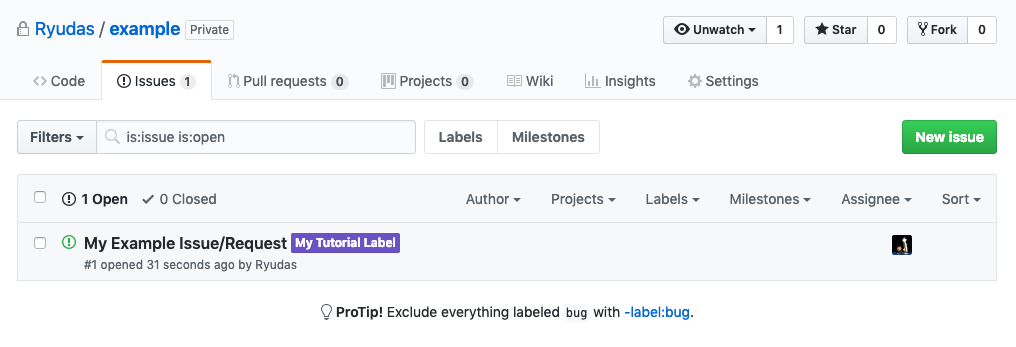 Ryudas / example Private Unwatch 1 Star 0 Fork 0
Code Issues 1 Pull requests 0 Projects 0 Wiki Insights Settings
Filters is:issue is:open Labels Milestones New issue
1 Open 0 Closed Author Projects Labels Milestones Assignee Sort
My Example Issue/Request My Tutorial Label
#1 opened 31 seconds ago by Ryudas
ProTip! Exclude everything labeled bug with -label:bug.